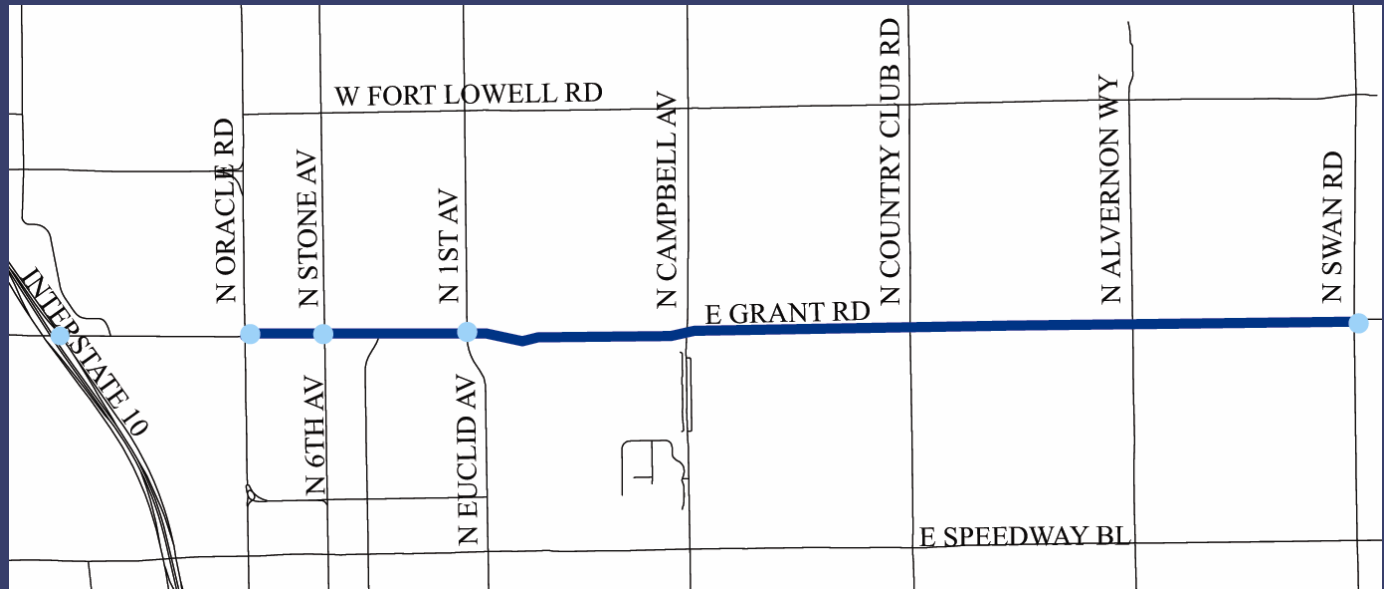 W FORT LOWELL RD
N ORACLE RD
N STONE AV
N 1ST AV
N CAMPBELL AV
N COUNTRY CLUB RD
N ALVERNON WY
N SWAN RD
INTERSTATE 10
E GRANT RD
N 6TH AV
N EUCLID AV
E SPEEDWAY BL